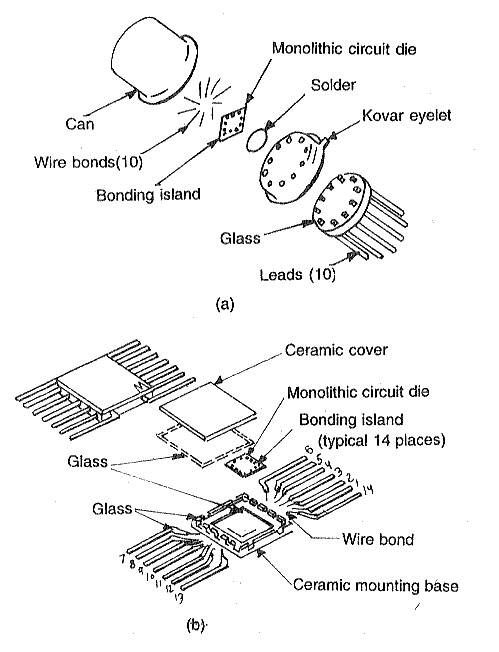 Monolithic circuit die
Solder
Kovar eyelet
Can
Wire bonds(10)
Bonding island
Glass
Leads (10)
(a)
Ceramic cover
Monolithic circuit die
Bonding island
(typical 14 places)
Glass
6
5
4
3
2
1
14
Glass
Wire bond
7
8
9
10
11
12
13
Ceramic mounting base
(b)